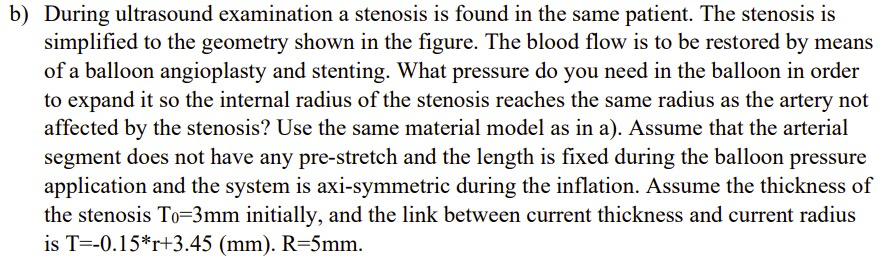 b) During ultrasound examination a stenosis is found in the same patient. The stenosis is
simplified to the geometry shown in the figure. The blood flow is to be restored by means
of a balloon angioplasty and stenting. What pressure do you need in the balloon in order
to expand it so the internal radius of the stenosis reaches the same radius as the artery not
affected by the stenosis? Use the same material model as in a). Assume that the arterial
segment does not have any pre-stretch and the length is fixed during the balloon pressure
application and the system is axi-symmetric during the inflation. Assume the thickness of
the stenosis T₀=3mm initially, and the link between current thickness and current radius
is T=-0.15*r+3.45 (mm). R=5mm.